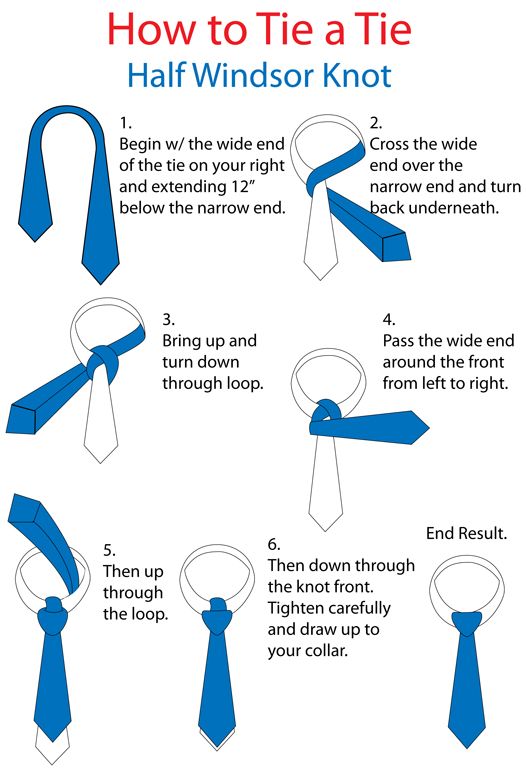 How to Tie a Tie
Half Windsor Knot
1.
Begin w/ the wide end
of the tie on your right
and extending 12”
below the narrow end.
2.
Cross the wide
end over the
narrow end and turn
back underneath.
3.
Bring up and
turn down
through loop.
4.
Pass the wide end
around the front
from left to right.
5.
Then up
through
the loop.
6.
Then down through
the knot front.
Tighten carefully
and draw up to
your collar.
End Result.